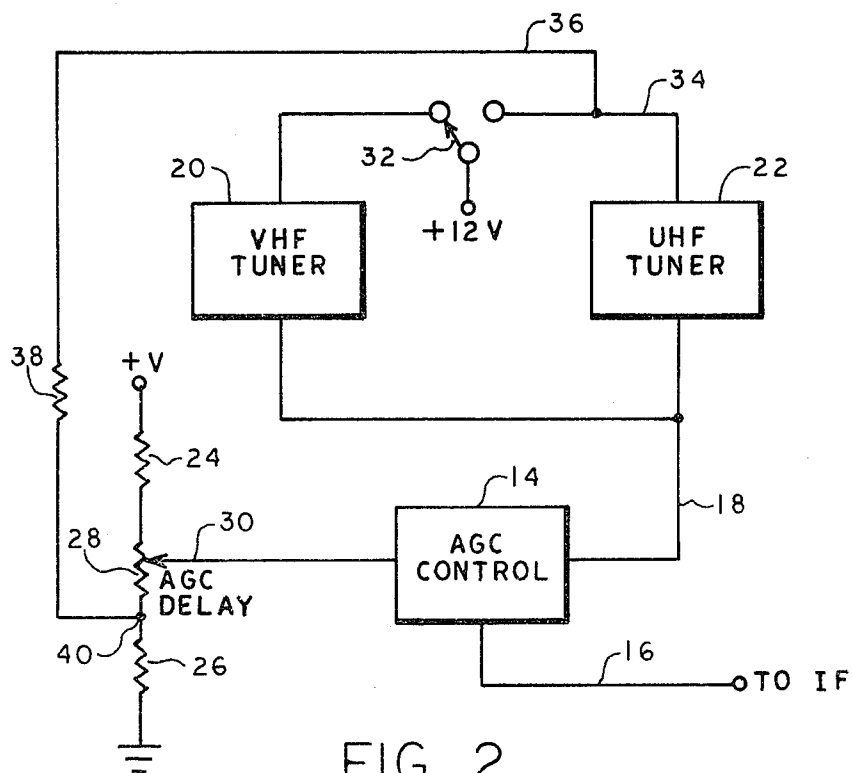 36
34
32
20
22
+12V
VHF
TUNER
UHF
TUNER
38
+V
24
14
18
28
30
AGC
DELAY
AGC
CONTROL
40
26
16
TO IF
FIG. 2